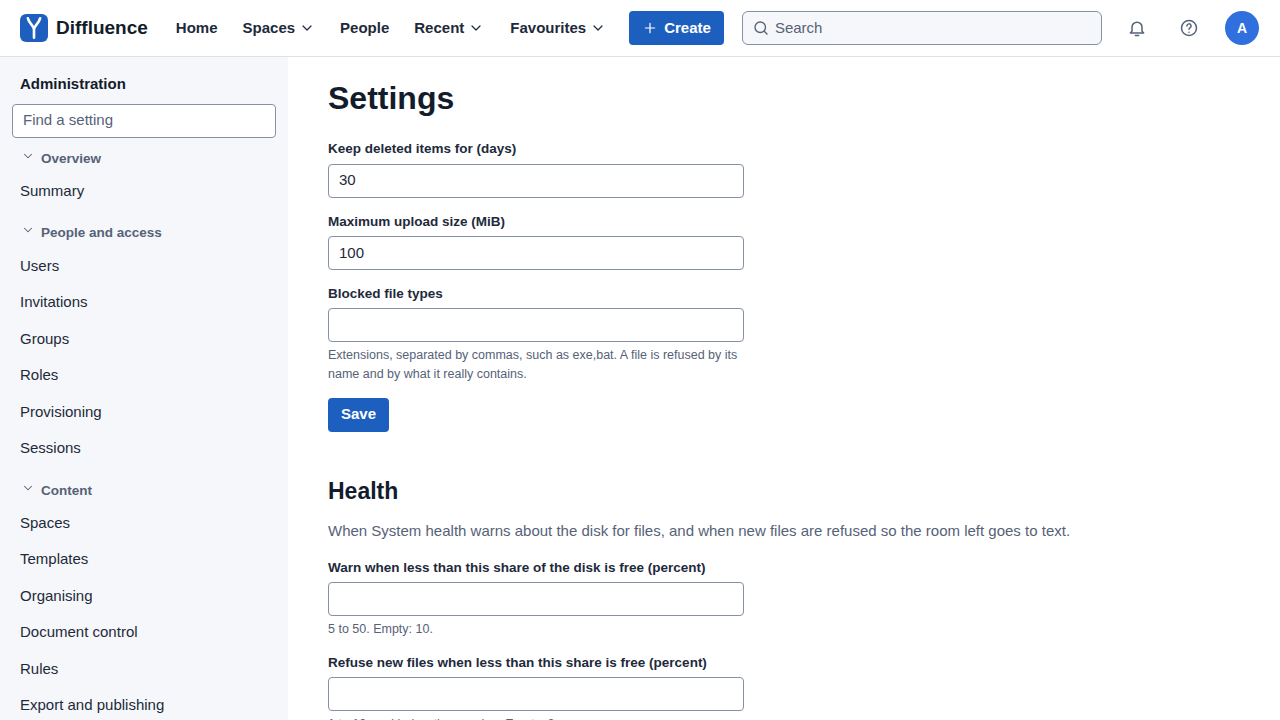 Diffluence
Home
Spaces
People
Recent
Favourites
Create
Search
A
Administration
Find a setting
Overview
Summary
People and access
Users
Invitations
Groups
Roles
Provisioning
Sessions
Content
Spaces
Templates
Organising
Document control
Rules
Export and publishing
Settings
Keep deleted items for (days)
30
Maximum upload size (MiB)
100
Blocked file types
Extensions, separated by commas, such as exe,bat. A file is refused by its
name and by what it really contains.
Save
Health
When System health warns about the disk for files, and when new files are refused so the room left goes to text.
Warn when less than this share of the disk is free (percent)
5 to 50. Empty: 10.
Refuse new files when less than this share is free (percent)